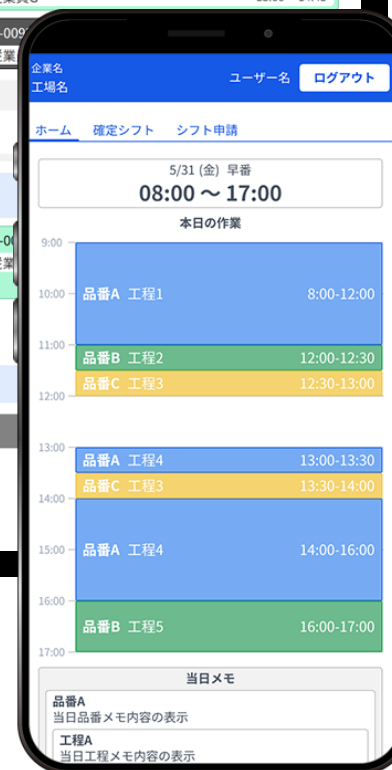 企業名
工場名
ユーザー名
ログアウト
ホーム 確定シフト シフト申請
5/31 (金) 早番
08:00 ～ 17:00
本日の作業
9:00
10:00 品番A 工程1 8:00-12:00
11:00
品番B 工程2 12:00-12:30
品番C 工程3 12:30-13:00
12:00
13:00
品番A 工程4 13:00-13:30
品番C 工程3 13:30-14:00
14:00
15:00 品番A 工程4 14:00-16:00
16:00
品番B 工程5 16:00-17:00
17:00
当日メモ
品番A
当日品番メモ内容の表示
工程A
当日工程メモ内容の表示